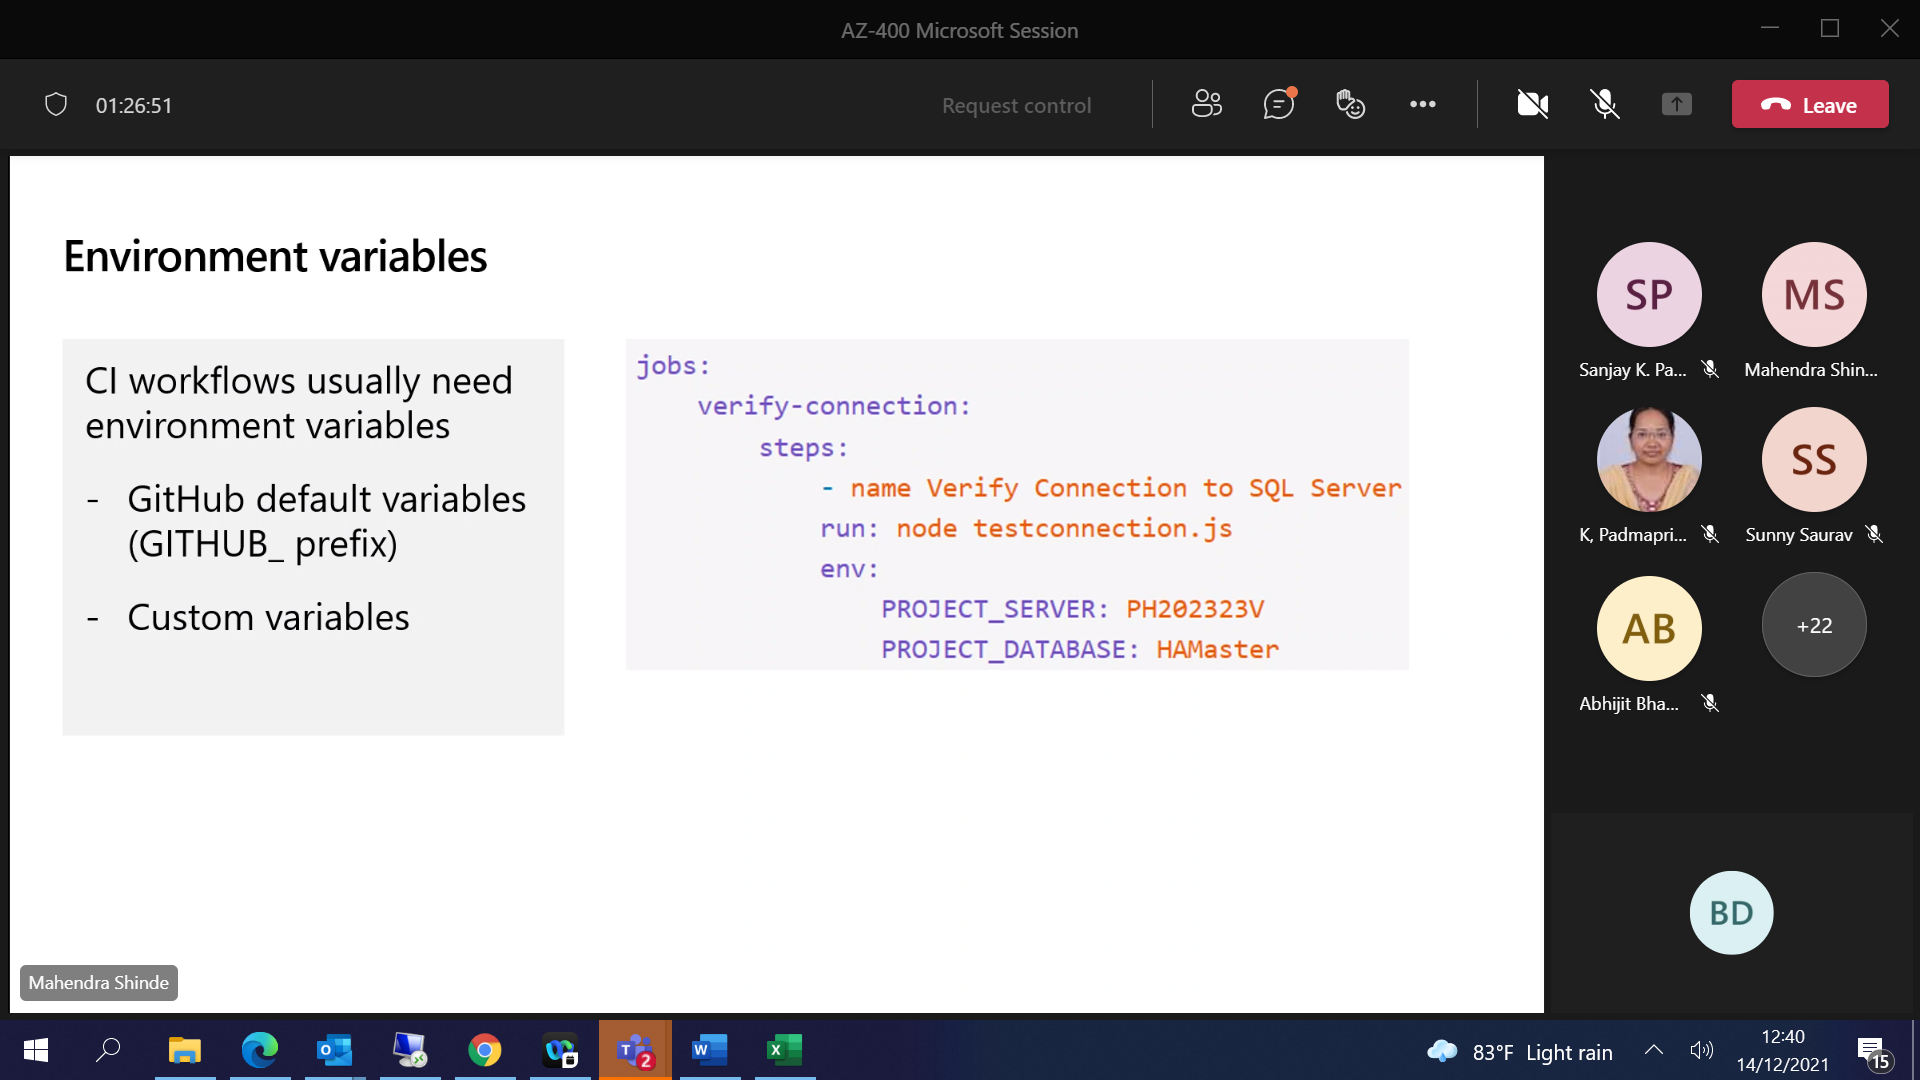 AZ-400 Microsoft Session
01:26:51
Request control
Leave
Environment variables
CI workflows usually need
environment variables
- GitHub default variables
(GITHUB_ prefix)
- Custom variables
jobs:
verify-connection:
steps:
- name Verify Connection to SQL Server
run: node testconnection.js
env:
PROJECT_SERVER: PH202323V
PROJECT_DATABASE: HAMaster
SP
MS
Sanjay K. Pa...
Mahendra Shin...
SS
K, Padmapri...
Sunny Saurav
AB
+22
Abhijit Bha...
BD
Mahendra Shinde
O
T
2
W
X
83°F Light rain
12:40
14/12/2021
15